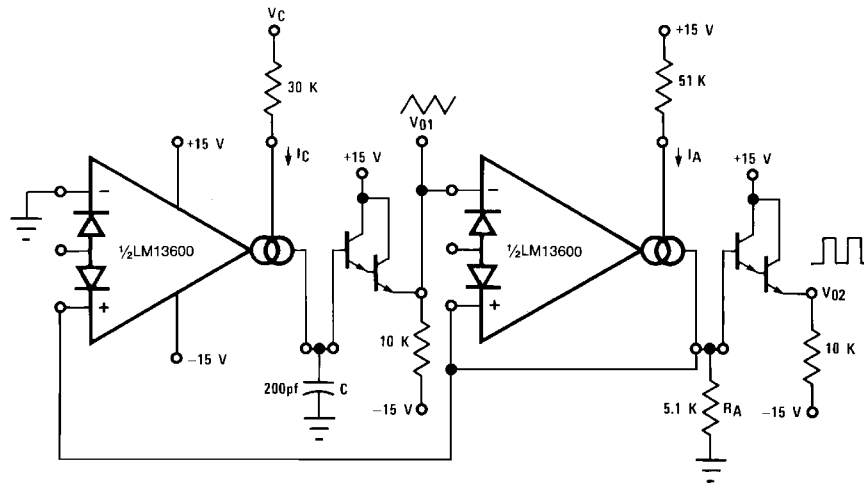 VC
+15 V
30 K
51 K
V01
+15 V
IC
IA
+15 V
+15 V
−
−
½LM13600
½LM13600
+
+
V02
10 K
10 K
−15 V
200pf
C
−15 V
5.1 K
RA
−15 V